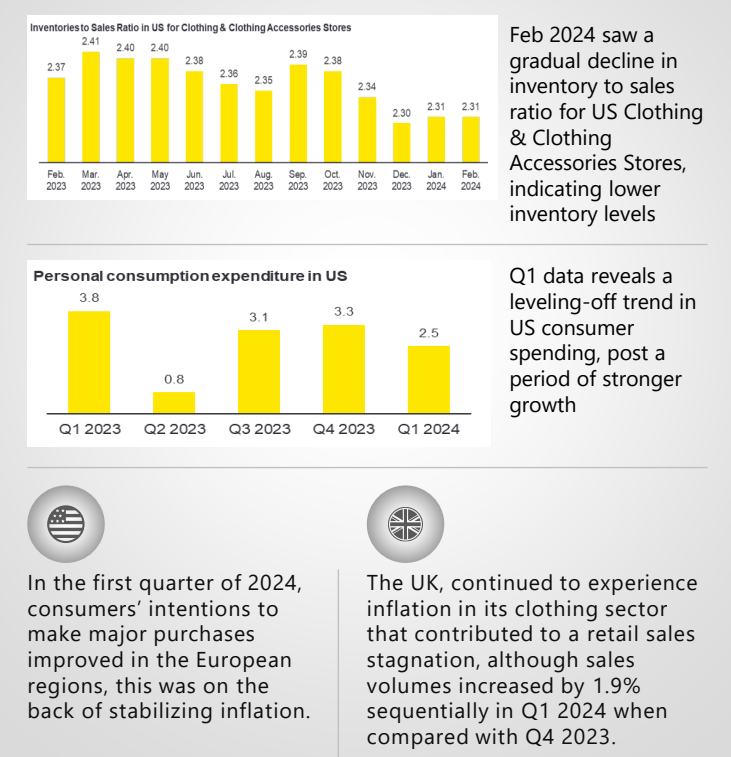 Inventories to Sales Ratio in US for Clothing & Clothing Accessories Stores
2.37 2.41 2.40 2.40 2.38 2.36 2.35 2.39 2.38 2.34 2.30 2.31 2.31
Feb. Mar. Apr. May Jun. Jul. Aug. Sep. Oct. Nov. Dec. Jan. Feb.
2023 2023 2023 2023 2023 2023 2023 2023 2023 2023 2023 2024 2024
Feb 2024 saw a
gradual decline in
inventory to sales
ratio for US Clothing
& Clothing
Accessories Stores,
indicating lower
inventory levels
Personal consumption expenditure in US
3.8 0.8 3.1 3.3 2.5
Q1 2023 Q2 2023 Q3 2023 Q4 2023 Q1 2024
Q1 data reveals a
leveling-off trend in
US consumer
spending, post a
period of stronger
growth
In the first quarter of 2024,
consumers’ intentions to
make major purchases
improved in the European
regions, this was on the
back of stabilizing inflation.
The UK, continued to experience
inflation in its clothing sector
that contributed to a retail sales
stagnation, although sales
volumes increased by 1.9%
sequentially in Q1 2024 when
compared with Q4 2023.